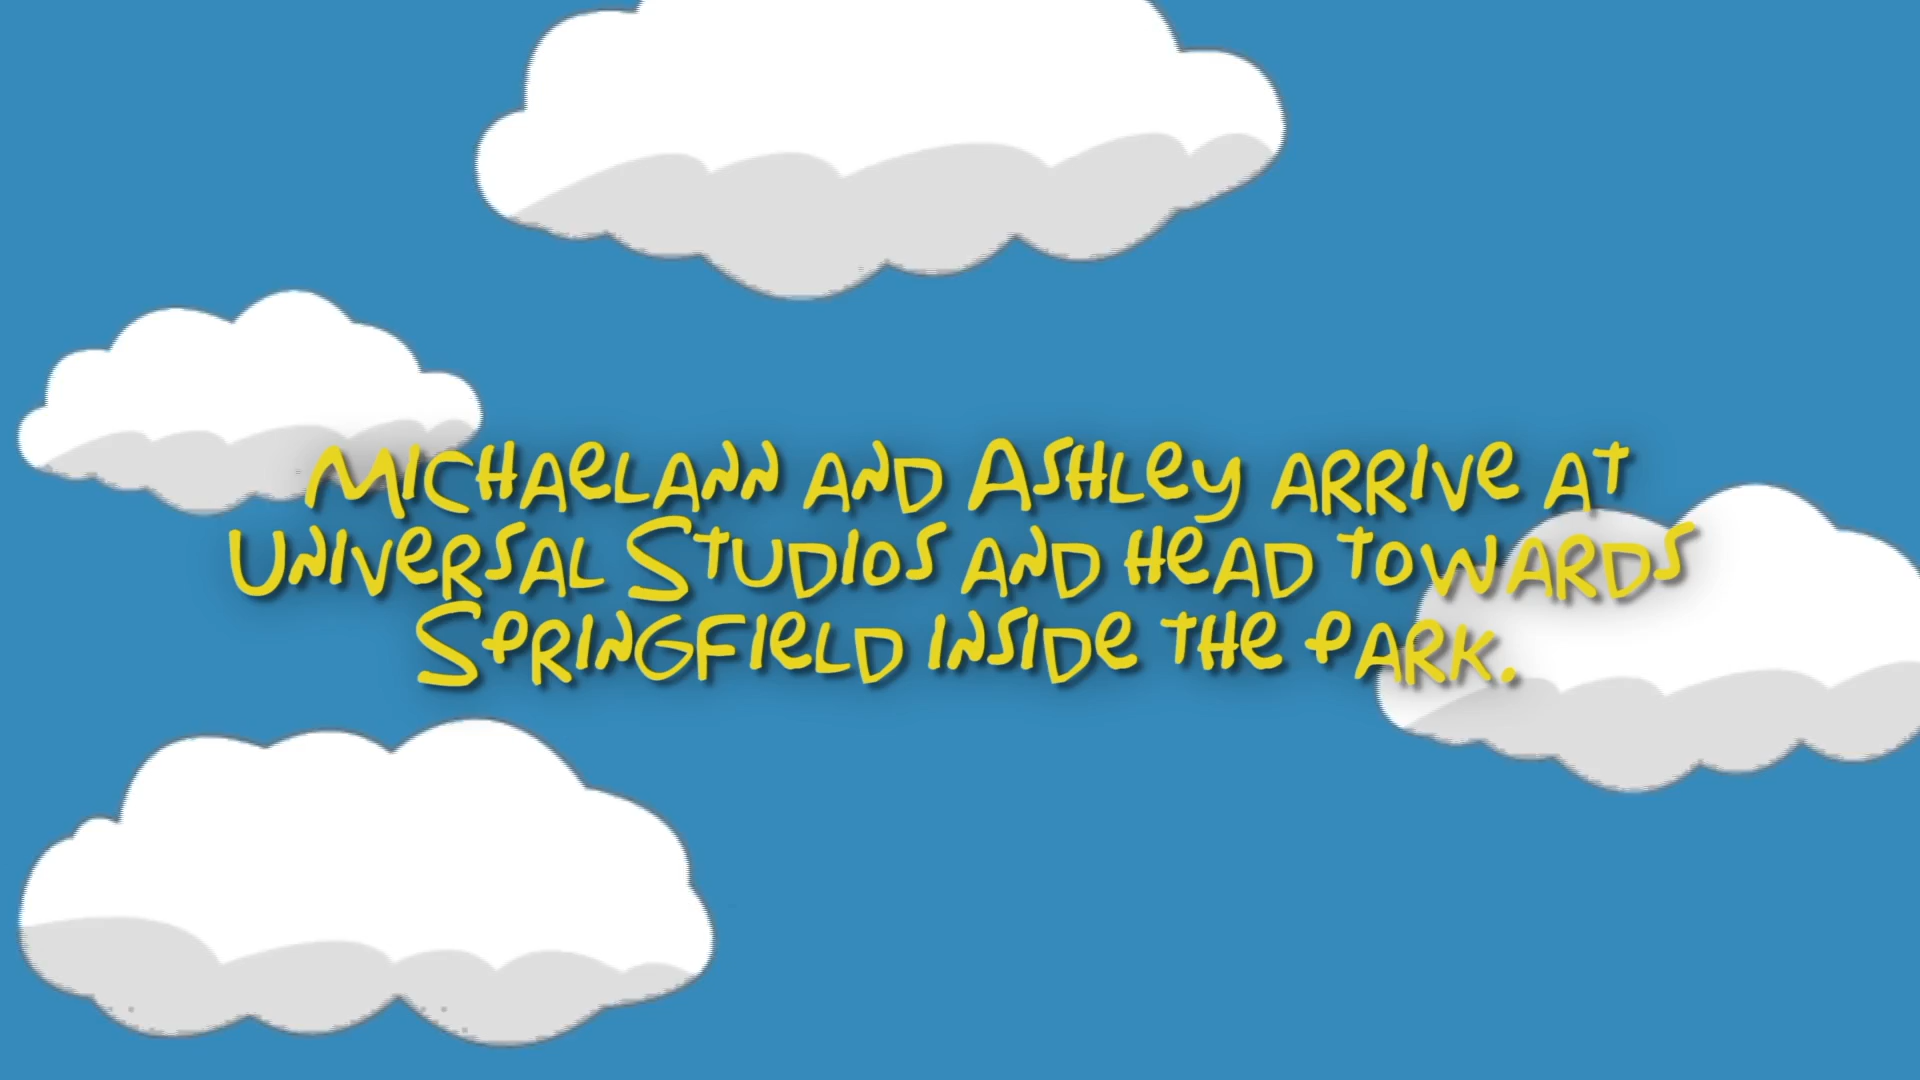 Michaelann and Ashley arrive at
Universal Studios and head towards
Springfield inside the park.